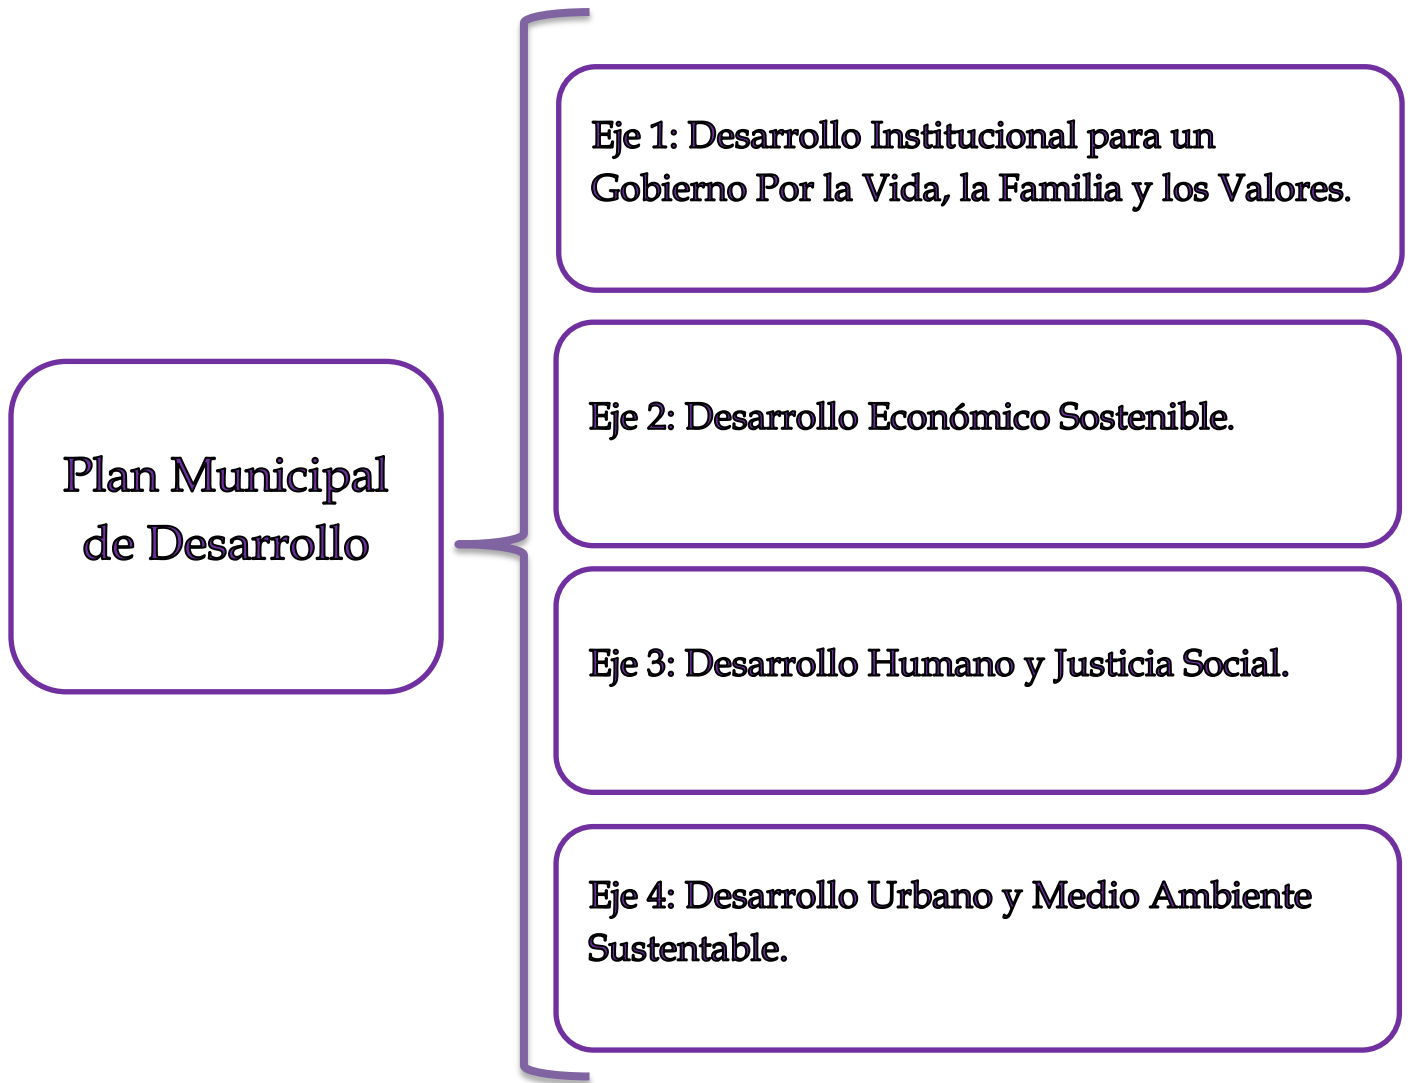 Plan Municipal
de Desarrollo
Eje 1: Desarrollo Institucional para un
Gobierno Por la Vida, la Familia y los Valores.
Eje 2: Desarrollo Económico Sostenible.
Eje 3: Desarrollo Humano y Justicia Social.
Eje 4: Desarrollo Urbano y Medio Ambiente
Sustentable.